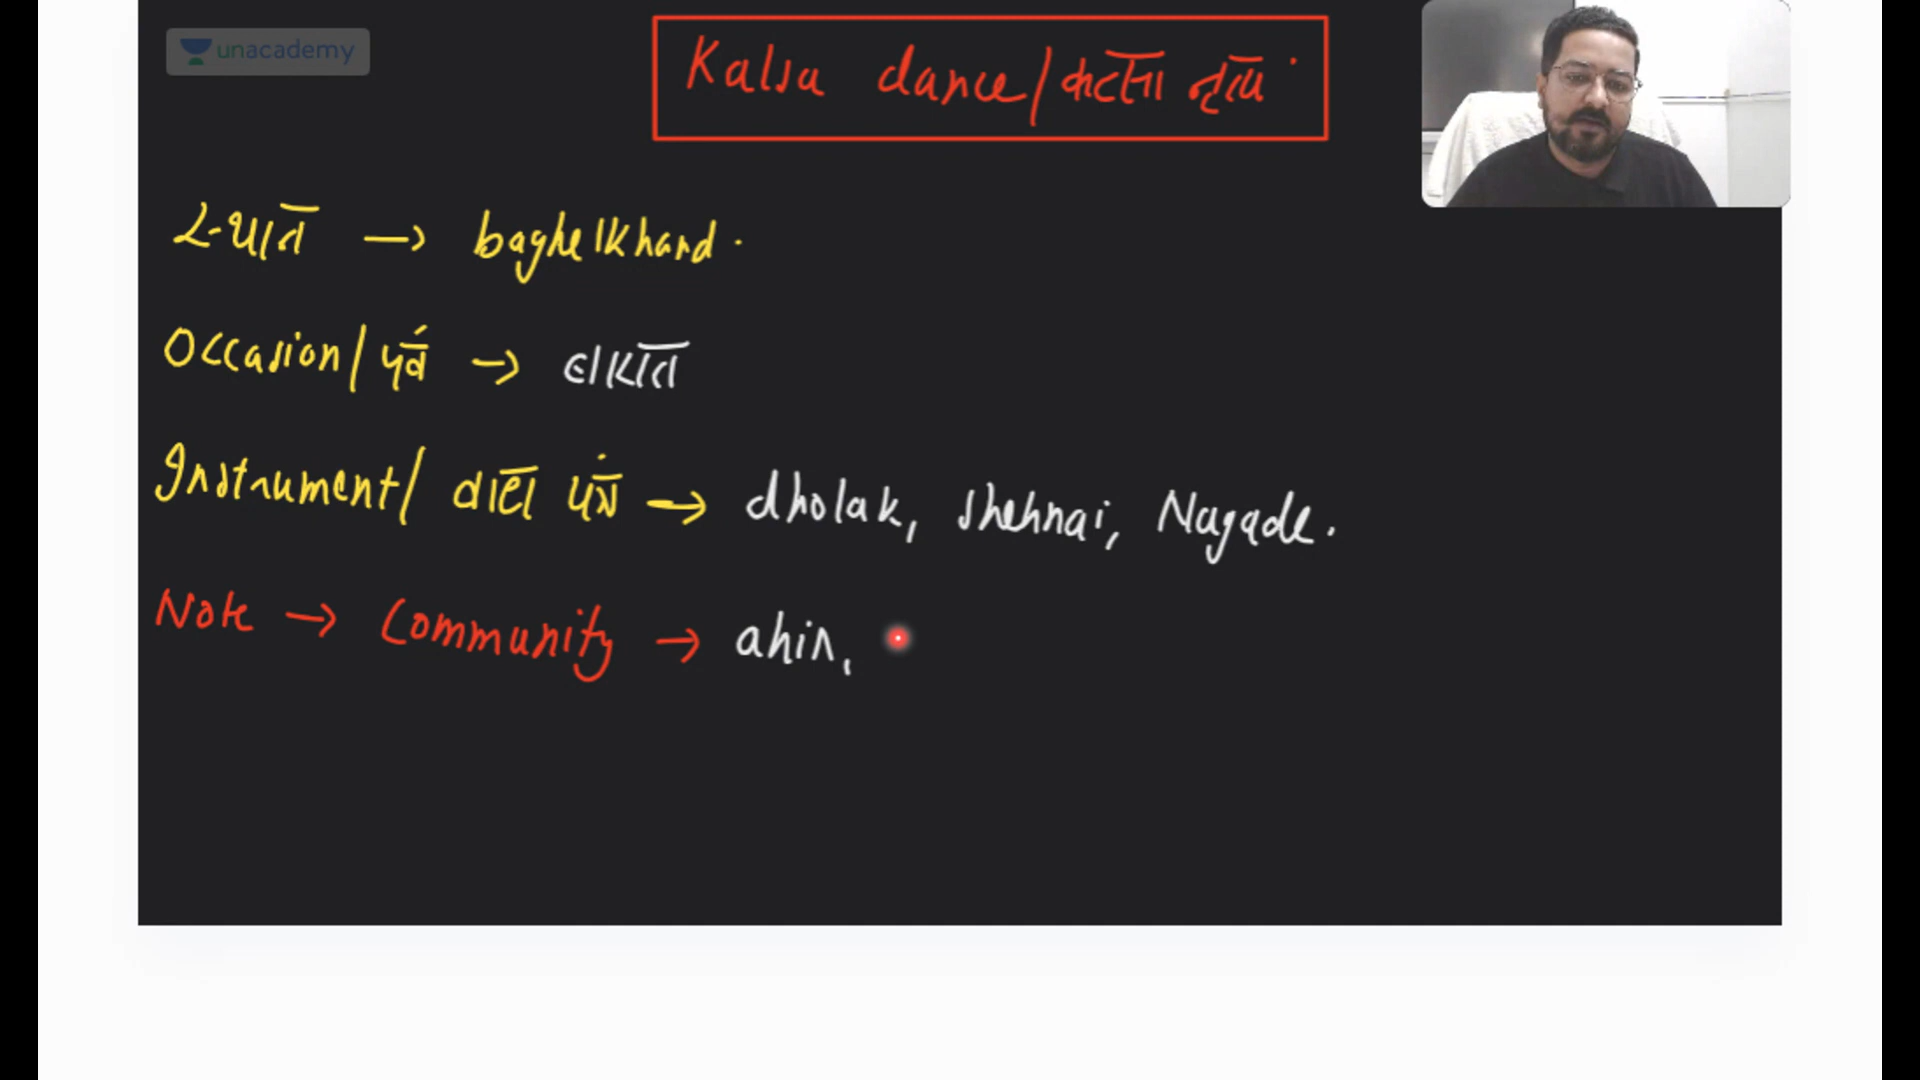 unacademy
Kalsa dance / कलसा नृत्य
स्थान → baghelkhand.
Occasion / पर्व → बारात
Instrument / वाद्य यंत्र → dholak, shehnai, Nagade.
Note → Community → ahir,